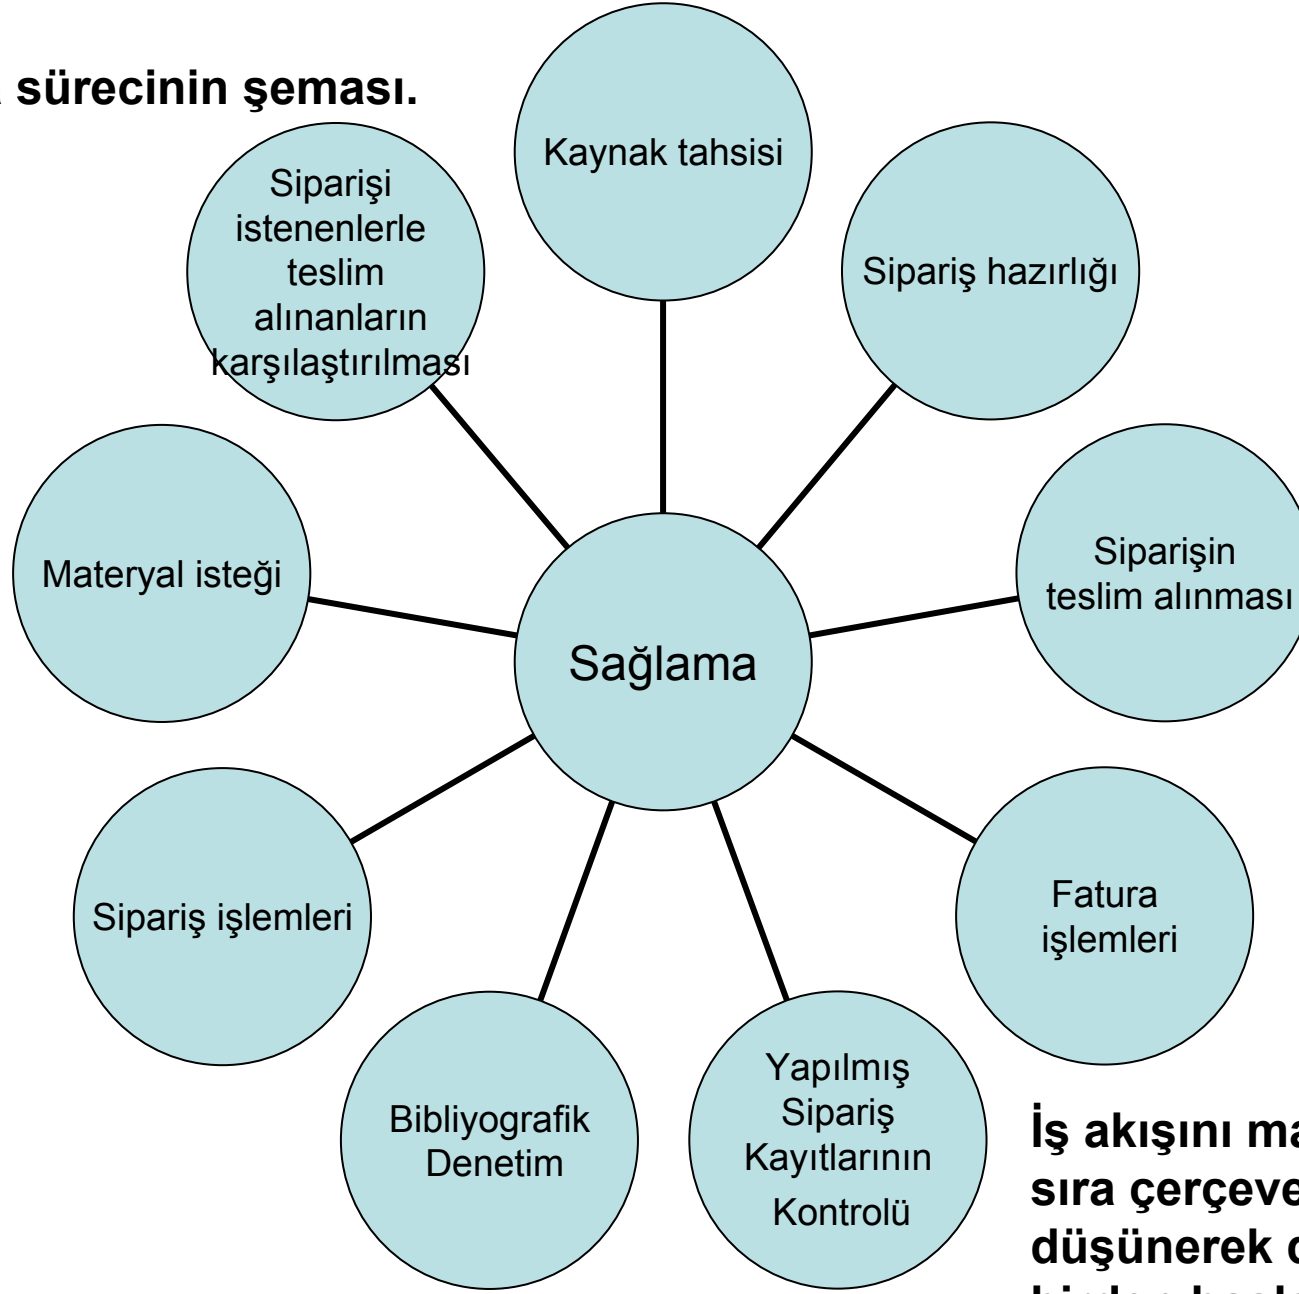 sürecinin şeması.
Kaynak tahsisi
Siparişi
istenenlerle
teslim
alınanların
karşılaştırılması
Sipariş hazırlığı
Materyal isteği
Siparişin
teslim alınması
Sağlama
Sipariş işlemleri
Fatura
işlemleri
Bibliyografik
Denetim
Yapılmış
Sipariş
Kayıtlarının
Kontrolü
İş akışını
sıra
düşünerek